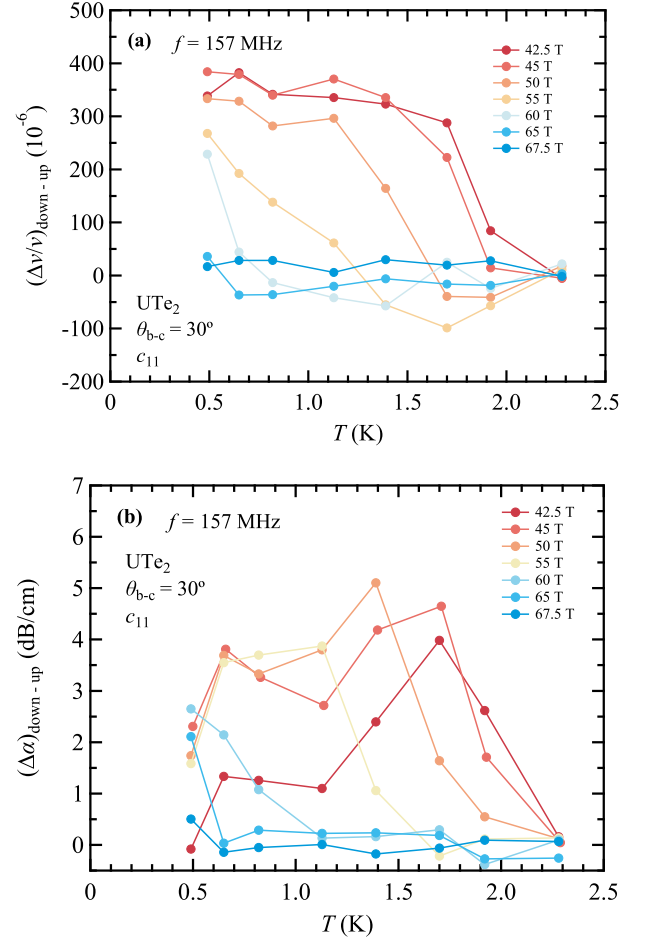 (a)
f = 157 MHz
500
400
300
200
100
0
-100
-200
(Δv/v)down - up (10-6)
42.5 T
45 T
50 T
55 T
60 T
65 T
67.5 T
UTe2
θb-c = 30º
c11
0
0.5
1.0
1.5
2.0
2.5
T (K)
(b)
f = 157 MHz
7
6
5
4
3
2
1
0
(Δα)down - up (dB/cm)
42.5 T
45 T
50 T
55 T
60 T
65 T
67.5 T
UTe2
θb-c = 30º
c11
0
0.5
1.0
1.5
2.0
2.5
T (K)